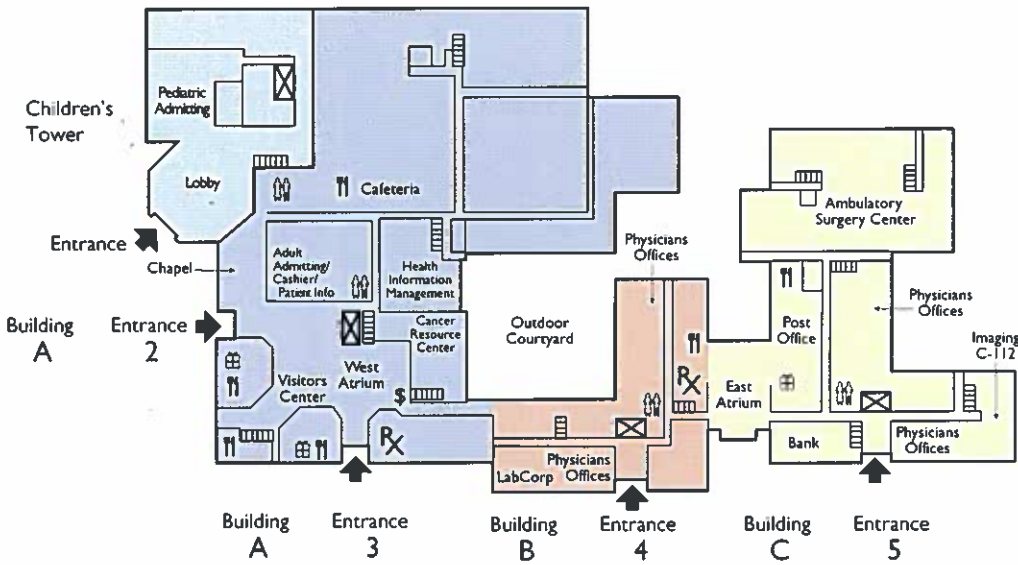 Children's
Tower
Pediatric
Admitting
Lobby
Entrance
Chapel
Cafeteria
Adult
Admitting/
Cashier/
Patient Info
Health
Information
Management
Cancer
Resource
Center
Building
A
Entrance
2
Visitors
Center
West
Atrium
$
Rx
Outdoor
Courtyard
Physicians
Offices
Rx
LabCorp
Physicians
Offices
Ambulatory
Surgery Center
Physicians
Offices
Post
Office
Imaging
C-112
East
Atrium
Bank
Physicians
Offices
Building
A
Entrance
3
Building
B
Entrance
4
Building
C
Entrance
5